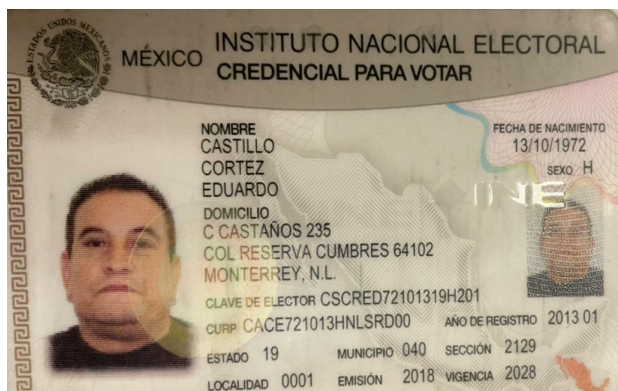 ESTADOS UNIDOS MEXICANOS
MÉXICO INSTITUTO NACIONAL ELECTORAL
CREDENCIAL PARA VOTAR
NOMBRE
CASTILLO
CORTEZ
EDUARDO
FECHA DE NACIMIENTO
13/10/1972
SEXO H
INE
DOMICILIO
C CASTAÑOS 235
COL RESERVA CUMBRES 64102
MONTERREY, N.L.
CLAVE DE ELECTOR CSCRED72101319H201
CURP CACE721013HNLSRD00 AÑO DE REGISTRO 2013 01
ESTADO 19 MUNICIPIO 040 SECCIÓN 2129
LOCALIDAD 0001 EMISIÓN 2018 VIGENCIA 2028